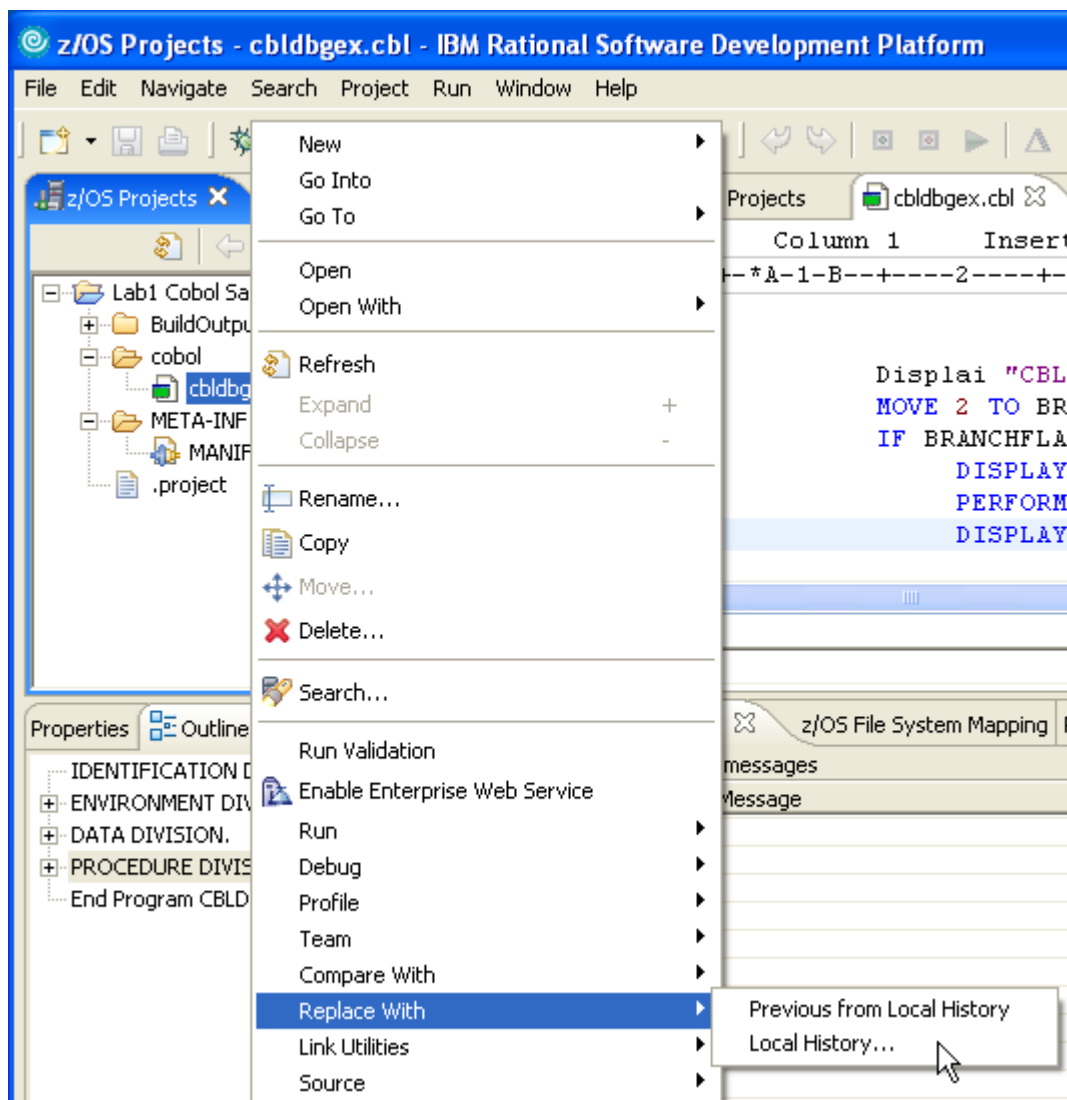 z/OS Projects - cbldbgex.cbl - IBM Rational Software Development Platform
File Edit Navigate Search Project Run Window Help
z/OS Projects
Projects
cbldbgex.cbl
Column 1 Insert
-*A-1-B--+----2----+-
Lab1 Cobol Sa
BuildOutpu
cobol
cbldbg
META-INF
MANIF
.project
Displai "CBL
MOVE 2 TO BR
IF BRANCHFLA
DISPLAY
PERFORM
DISPLAY
New
Go Into
Go To
Open
Open With
Refresh
Expand +
Collapse -
Rename...
Copy
Move...
Delete...
Search...
Run Validation
Enable Enterprise Web Service
Run
Debug
Profile
Team
Compare With
Replace With
Link Utilities
Source
Previous from Local History
Local History...
Properties Outline
IDENTIFICATION D
ENVIRONMENT DIV
DATA DIVISION.
PROCEDURE DIVIS
End Program CBLD
z/OS File System Mapping
messages
Message